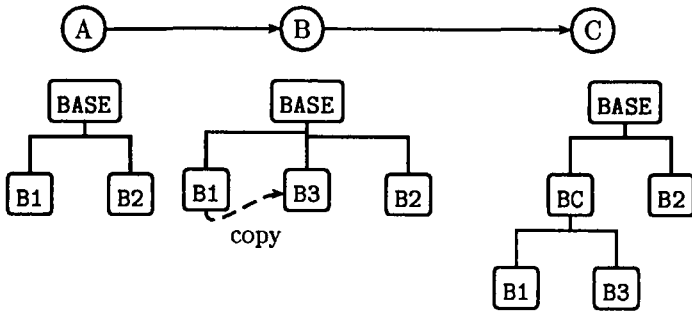 A B C
BASE BASE BASE
B1 B2 B1 B3 B2 BC B2
copy
B1 B3